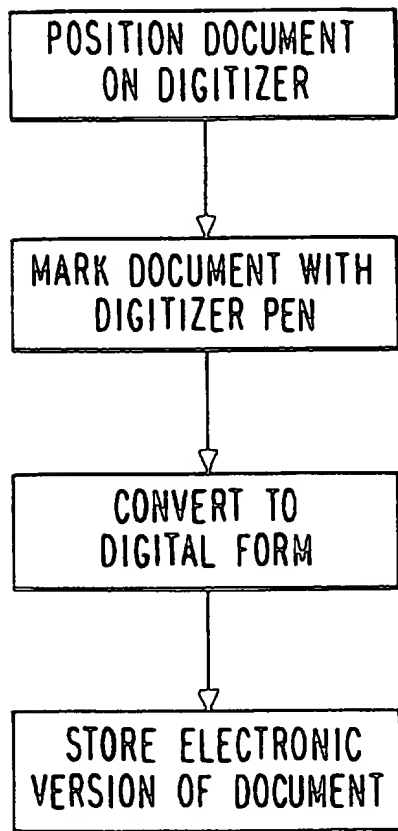 POSITION DOCUMENT
ON DIGITIZER
MARK DOCUMENT WITH
DIGITIZER PEN
CONVERT TO
DIGITAL FORM
STORE ELECTRONIC
VERSION OF DOCUMENT